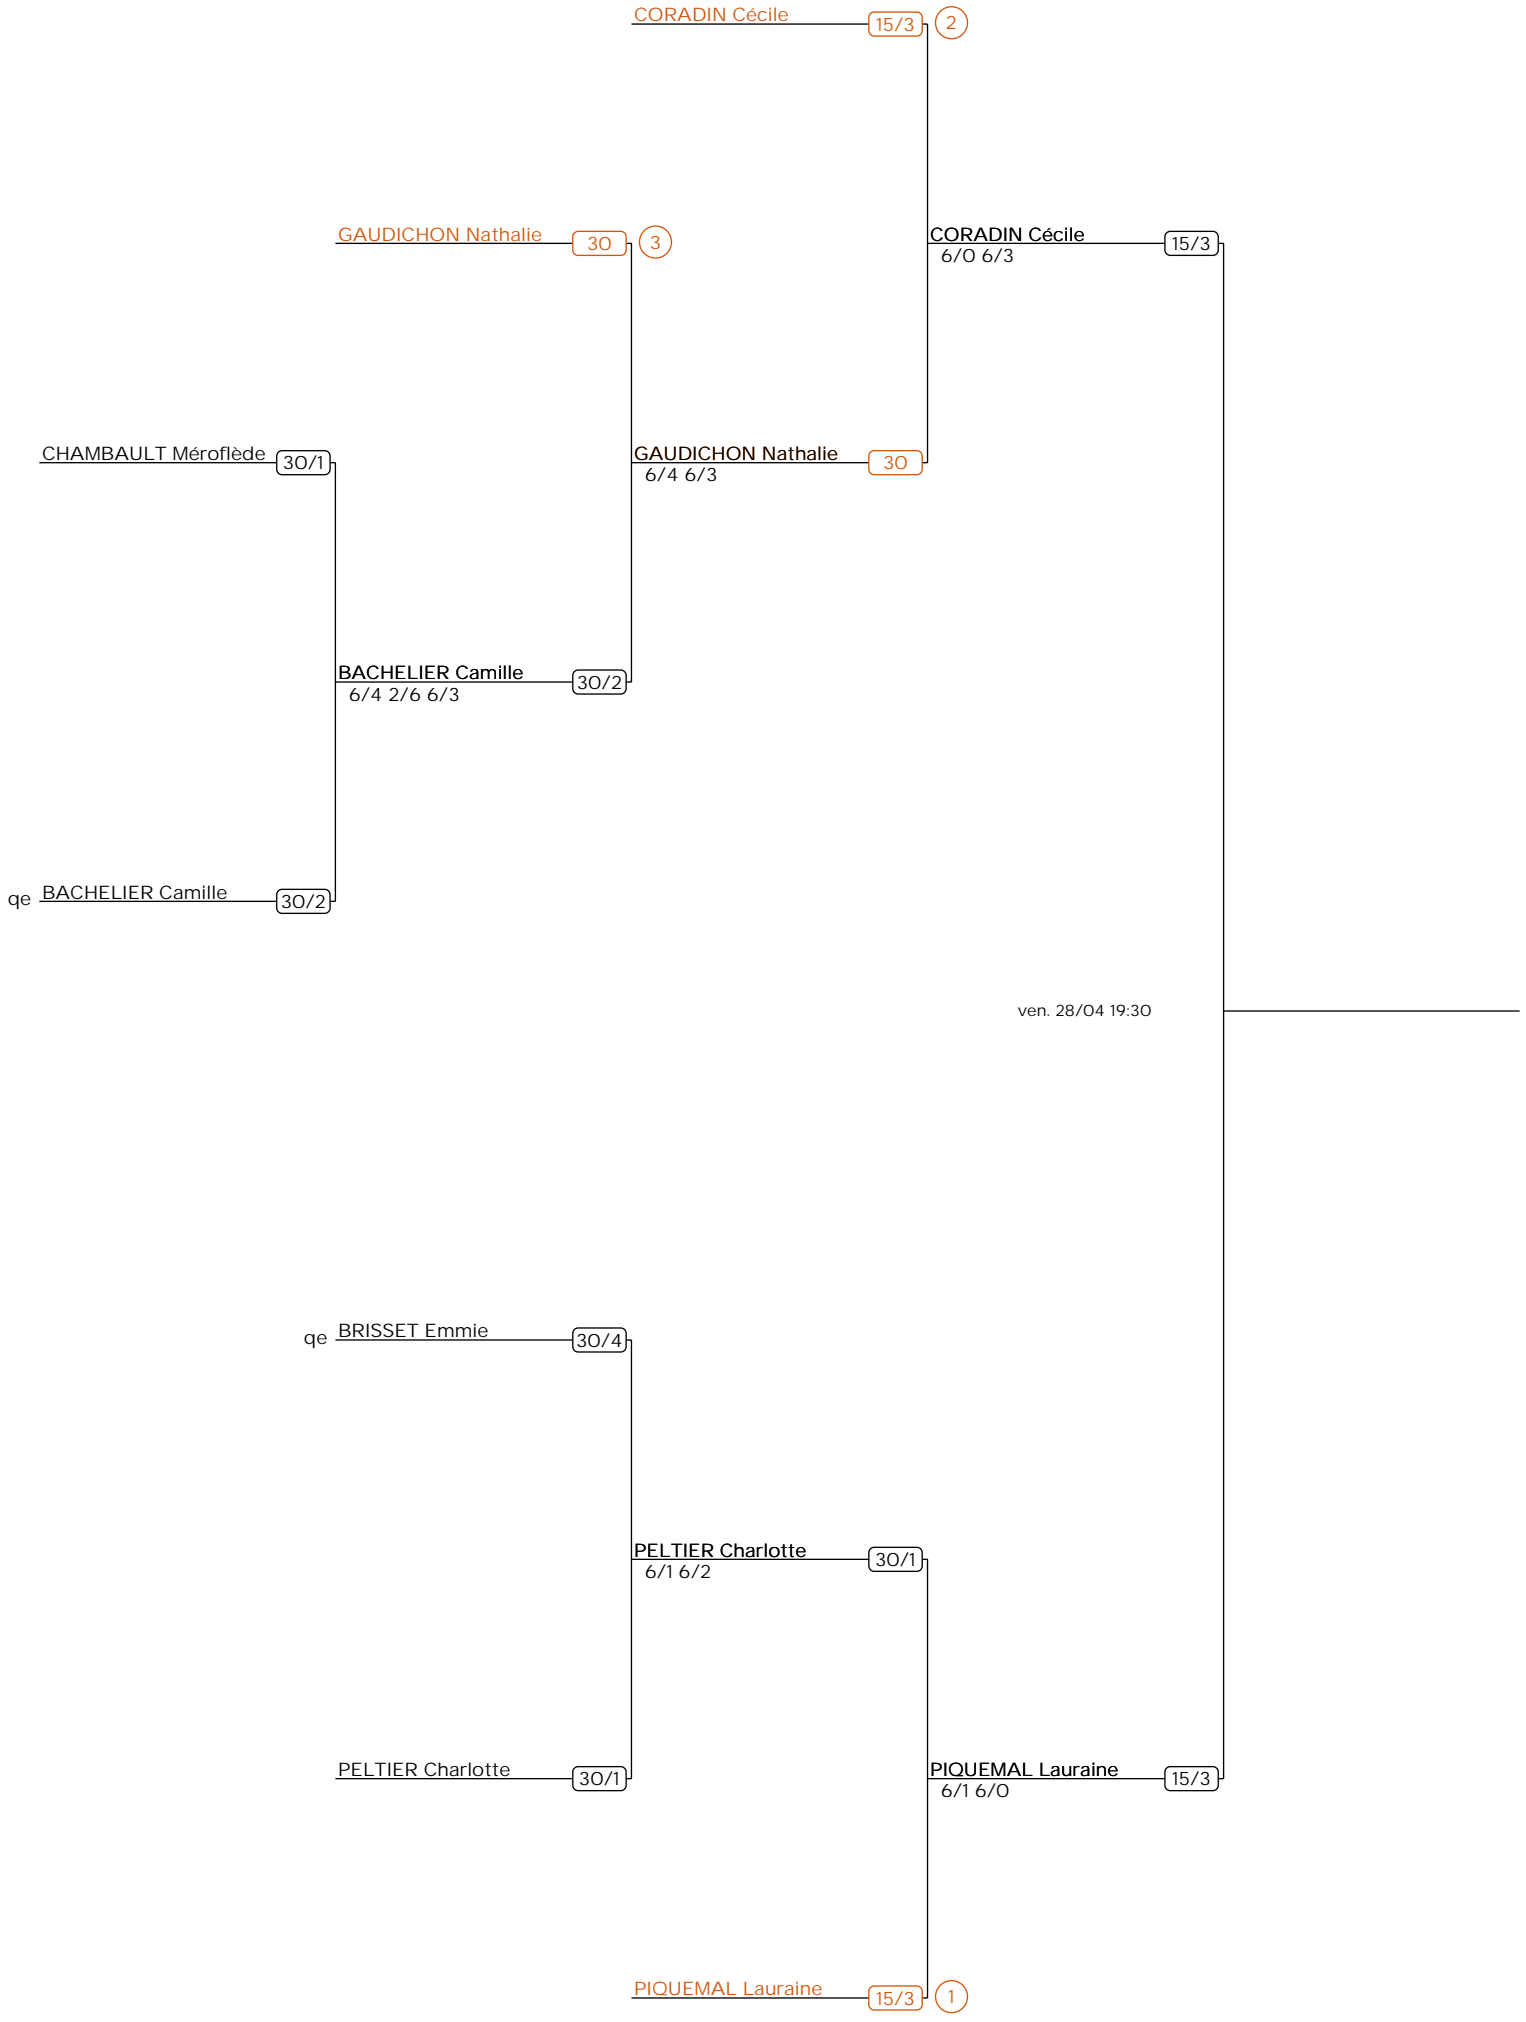 CORADIN Cécile 15/3 2
GAUDICHON Nathalie 30 3
CORADIN Cécile 15/3
6/0 6/3
CHAMBAULT Méroflède 30/1
GAUDICHON Nathalie 30
6/4 6/3
BACHELIER Camille 30/2
6/4 2/6 6/3
qe BACHELIER Camille 30/2
ven. 28/04 19:30
qe BRISSET Emmie 30/4
PELTIER Charlotte 30/1
6/1 6/2
PELTIER Charlotte 30/1
PIQUEMAL Lauraine 15/3
6/1 6/0
PIQUEMAL Lauraine 15/3 1